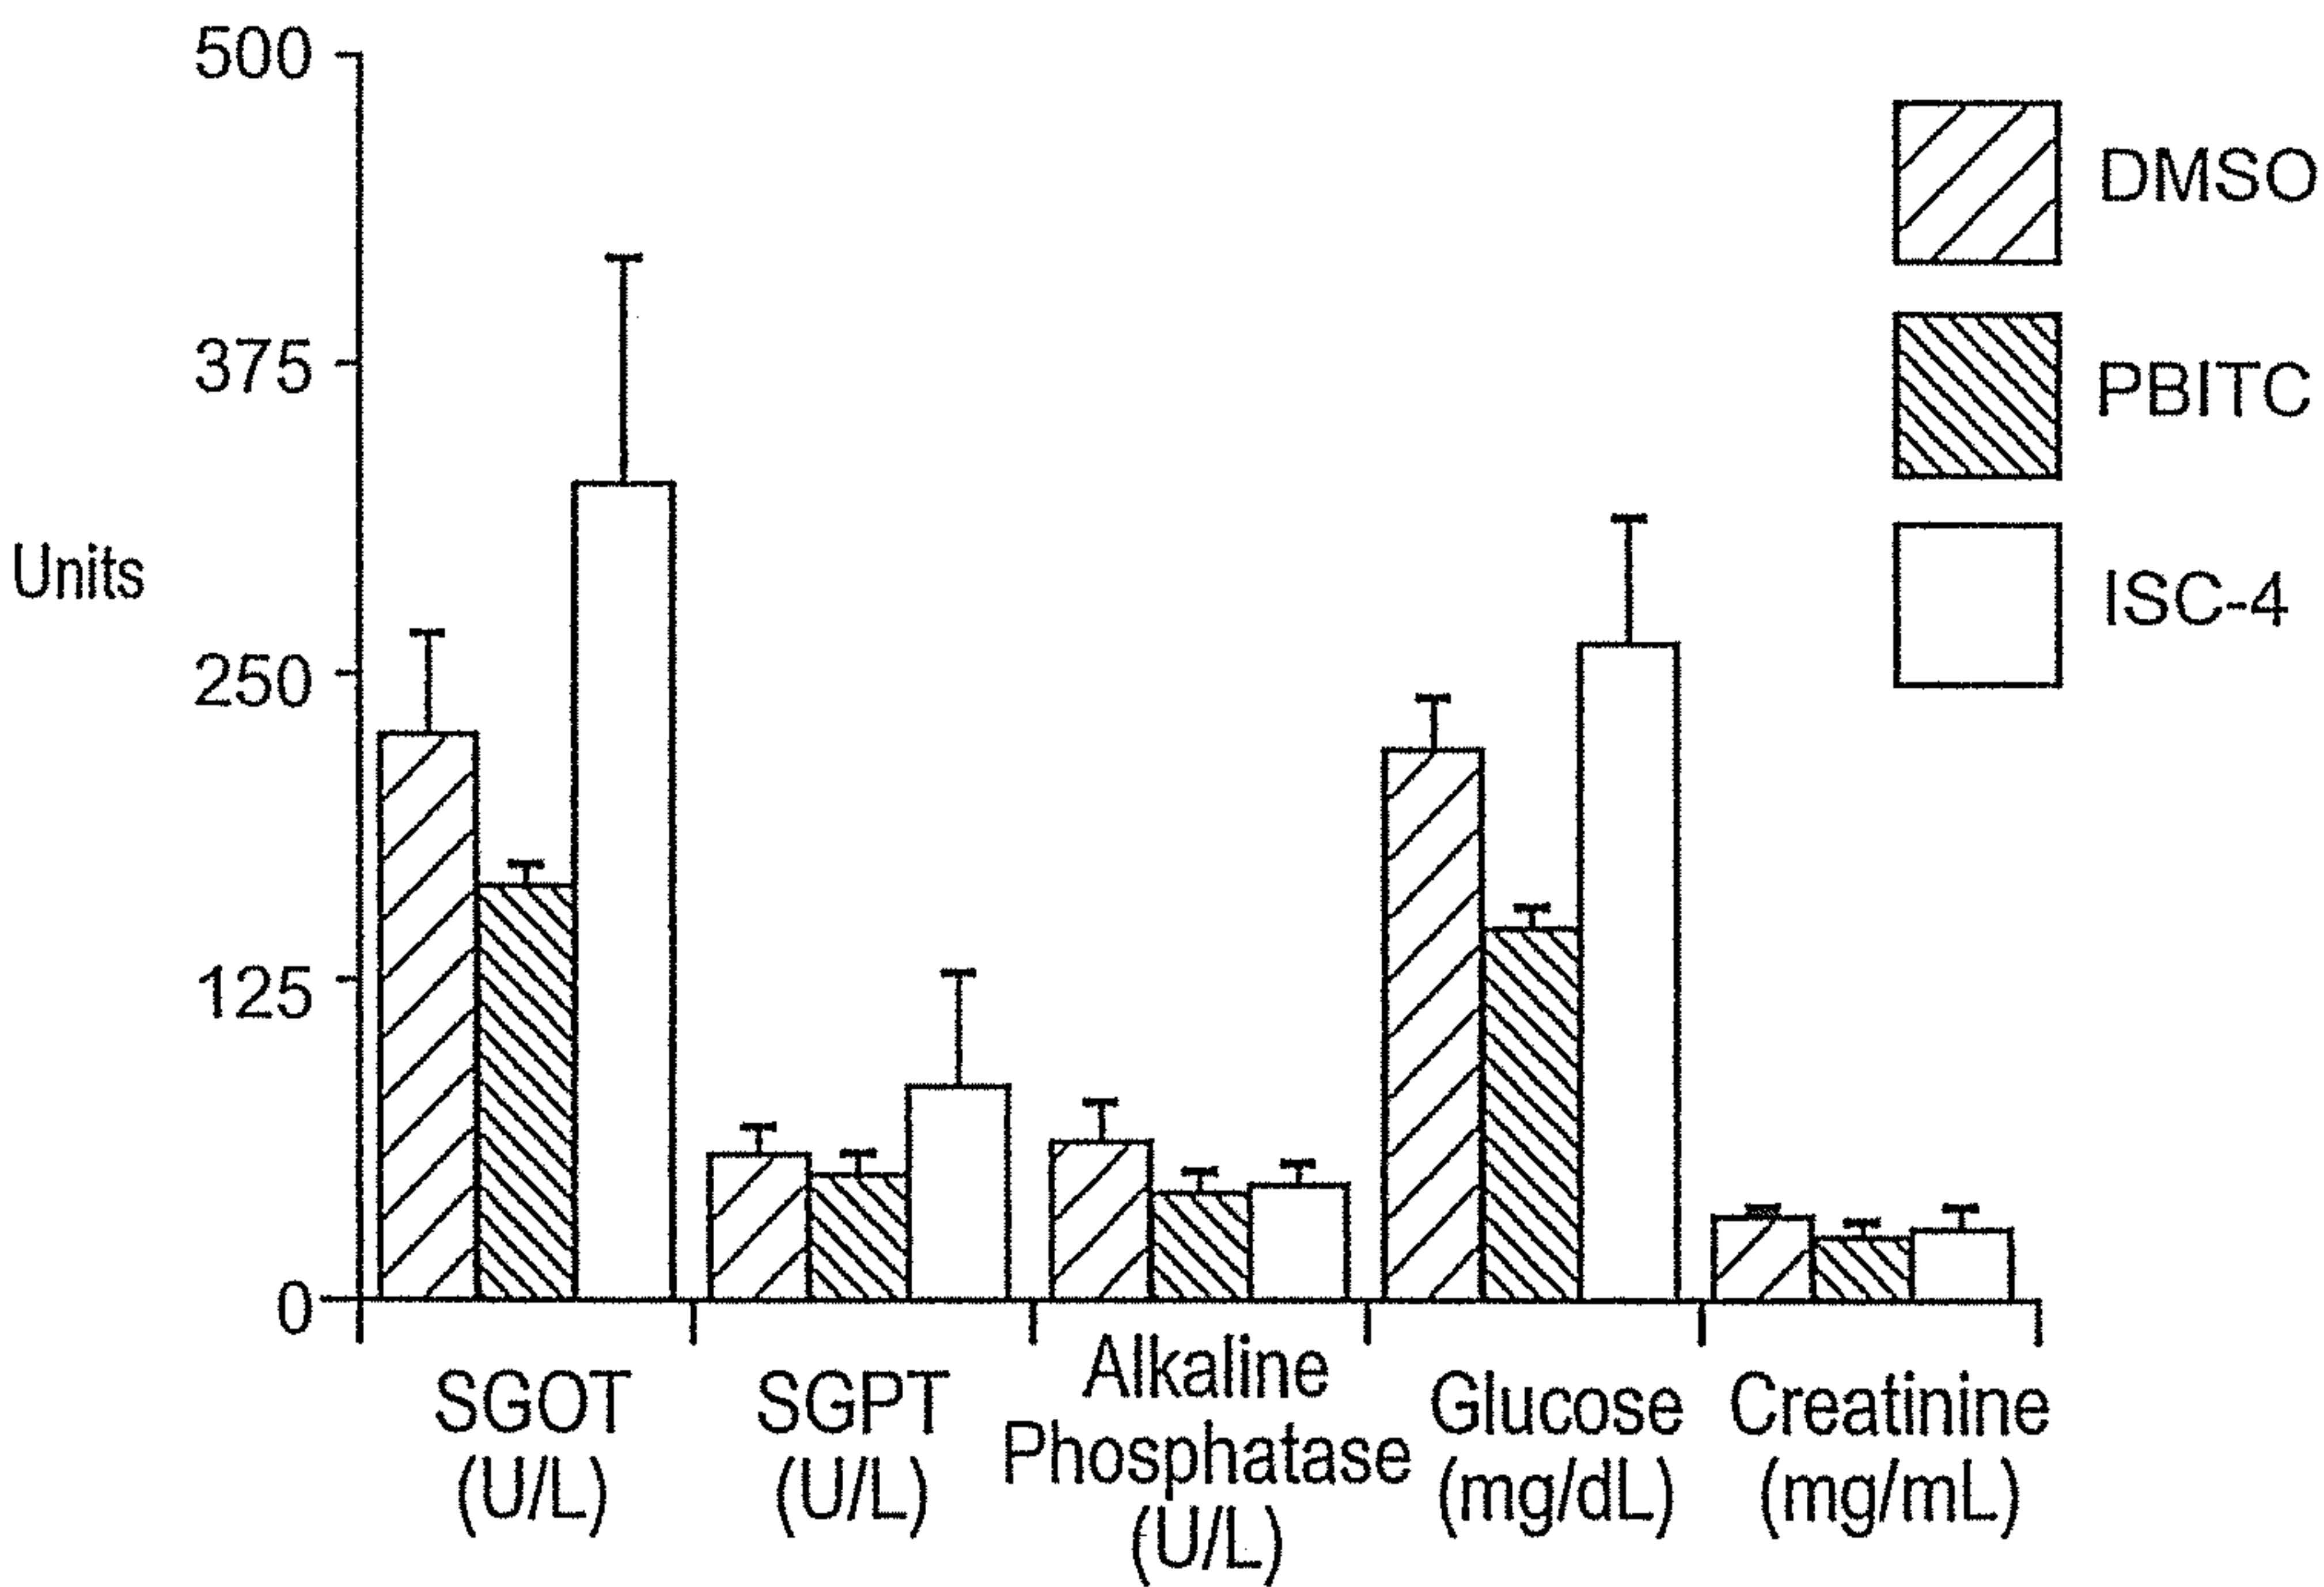 500
375
Units
250
125
0
DMSO
PBITC
ISC-4
SGOT
(U/L)
SGPT
(U/L)
Alkaline
Phosphatase
(U/L)
Glucose
(mg/dL)
Creatinine
(mg/mL)